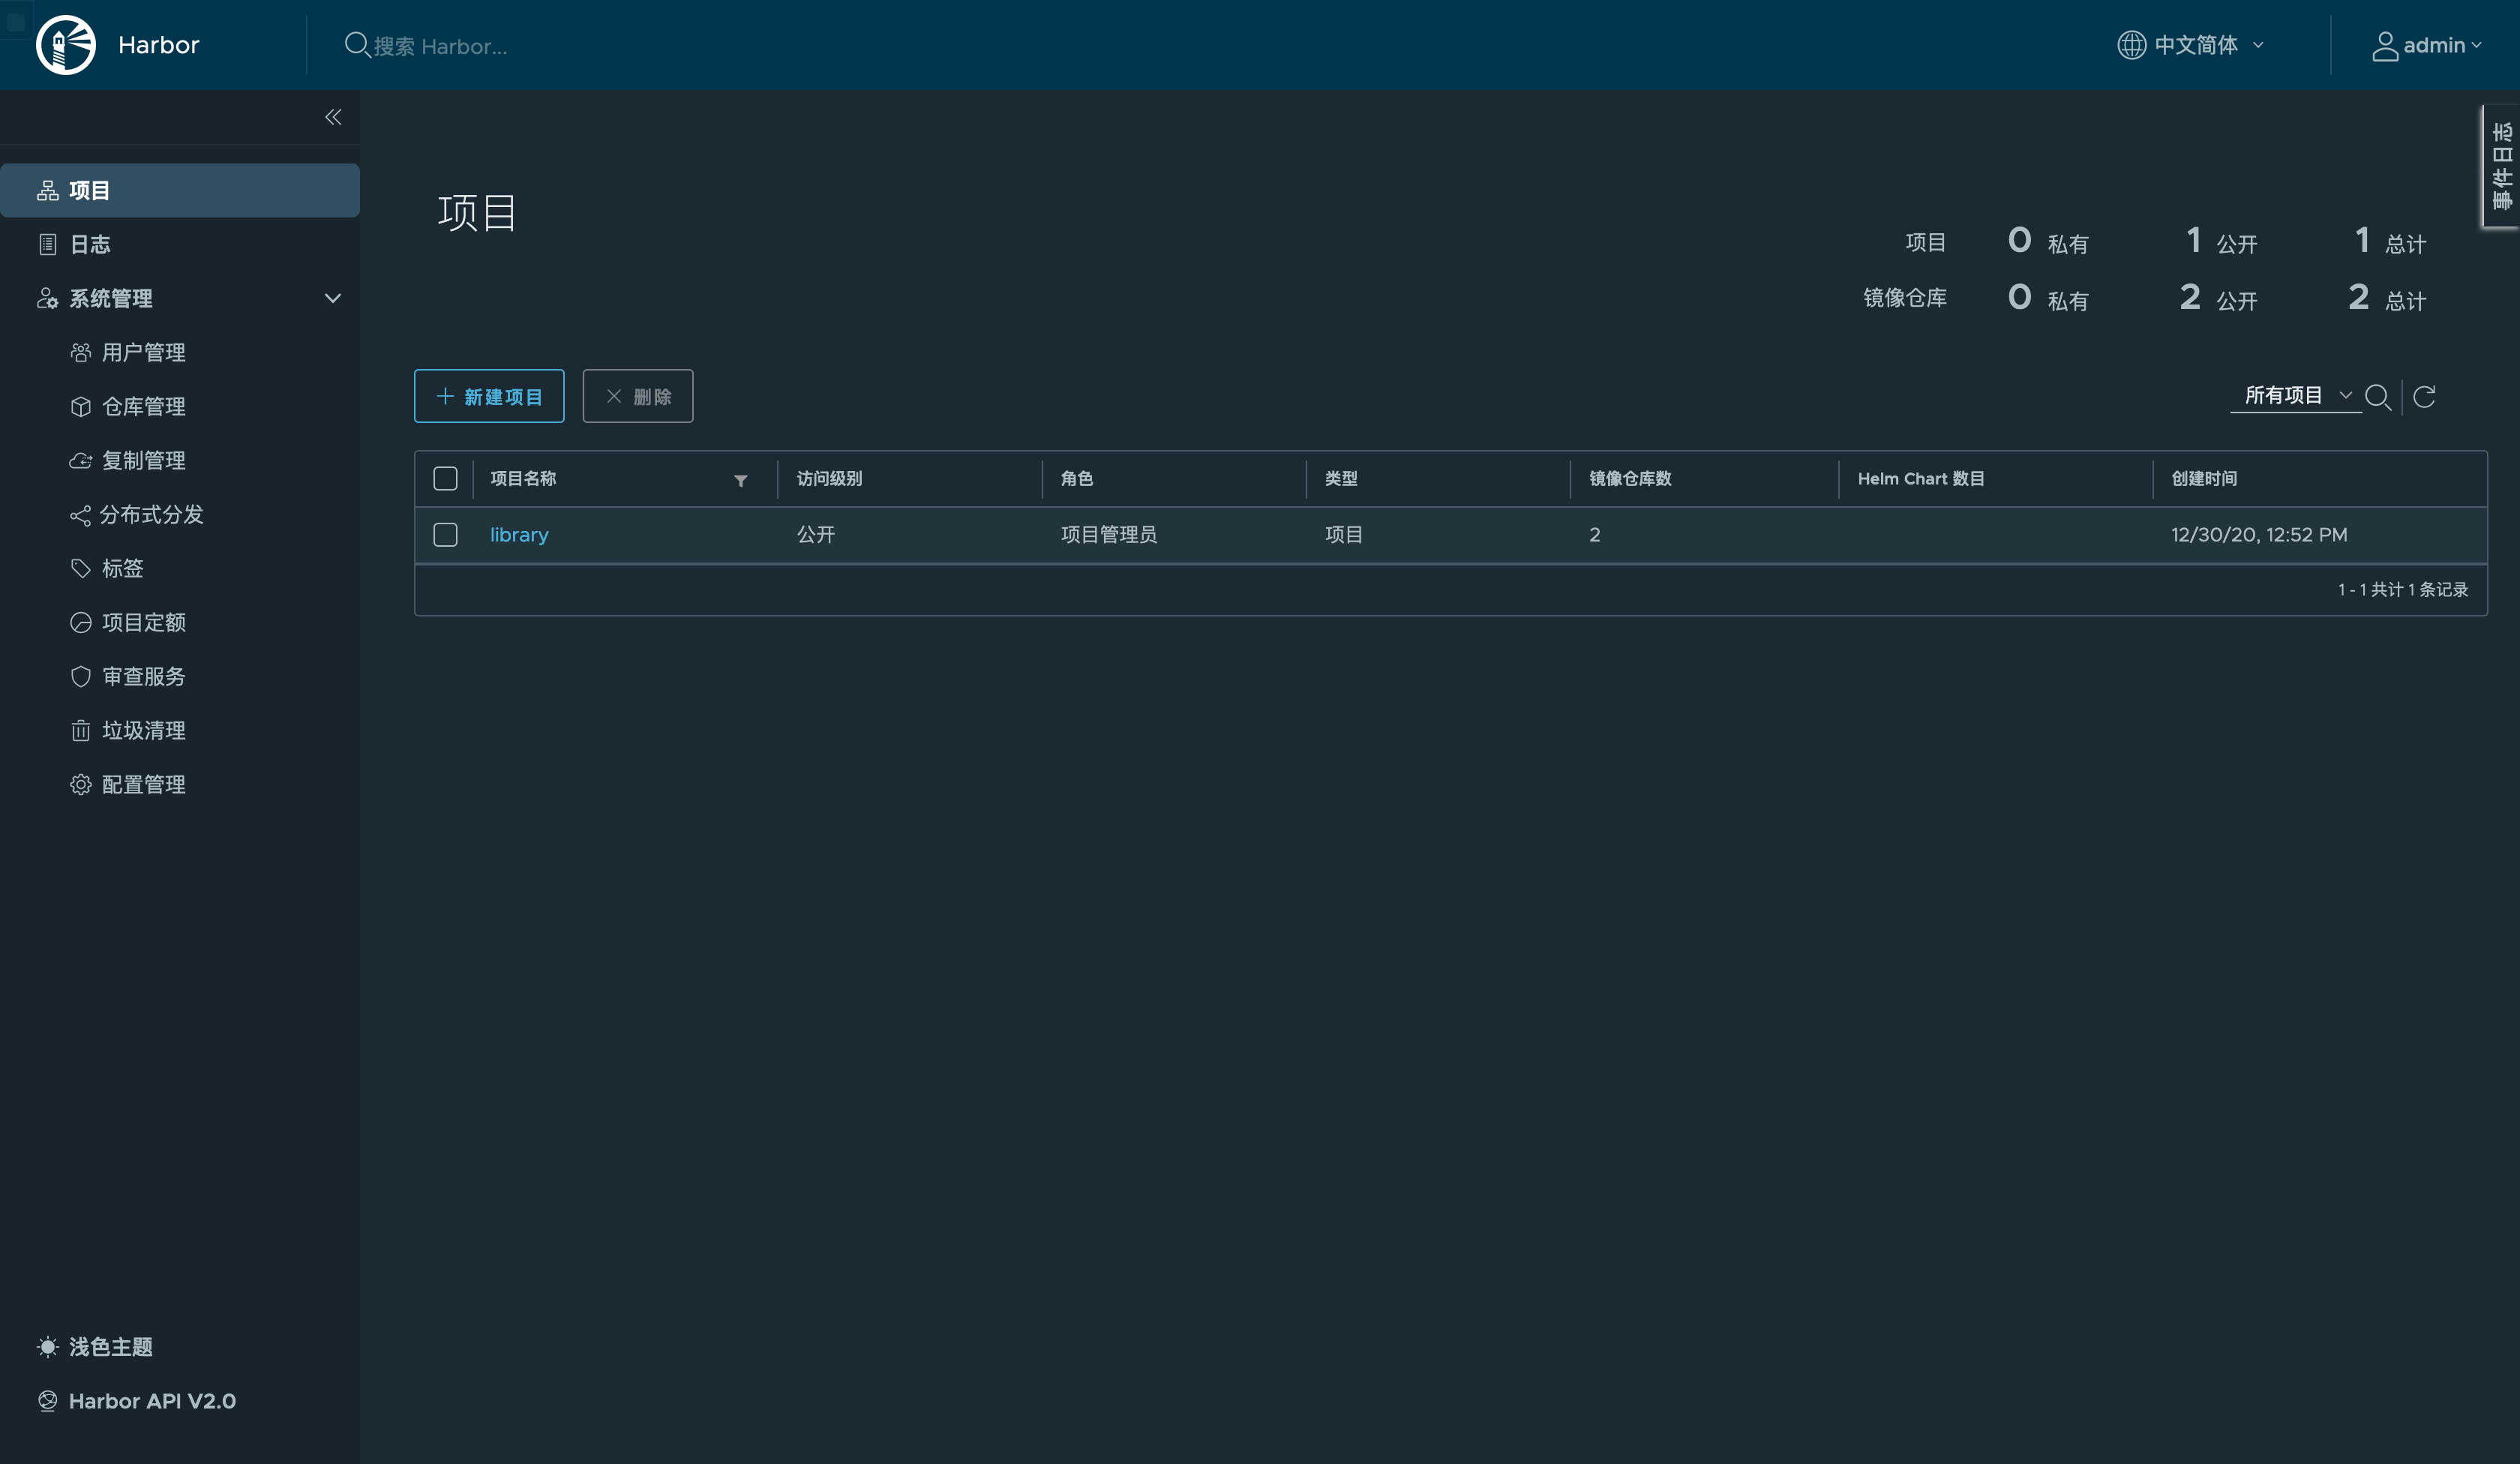 Harbor
搜索 Harbor...
中文简体
admin
事件日志
项目
日志
系统管理
用户管理
仓库管理
复制管理
分布式分发
标签
项目定额
审查服务
垃圾清理
配置管理
浅色主题
Harbor API V2.0
项目
项目 0 私有 1 公开 1 总计
镜像仓库 0 私有 2 公开 2 总计
新建项目 删除
所有项目
项目名称 访问级别 角色 类型 镜像仓库数 Helm Chart 数目 创建时间
library 公开 项目管理员 项目 2 12/30/20, 12:52 PM
1 - 1 共计 1 条记录